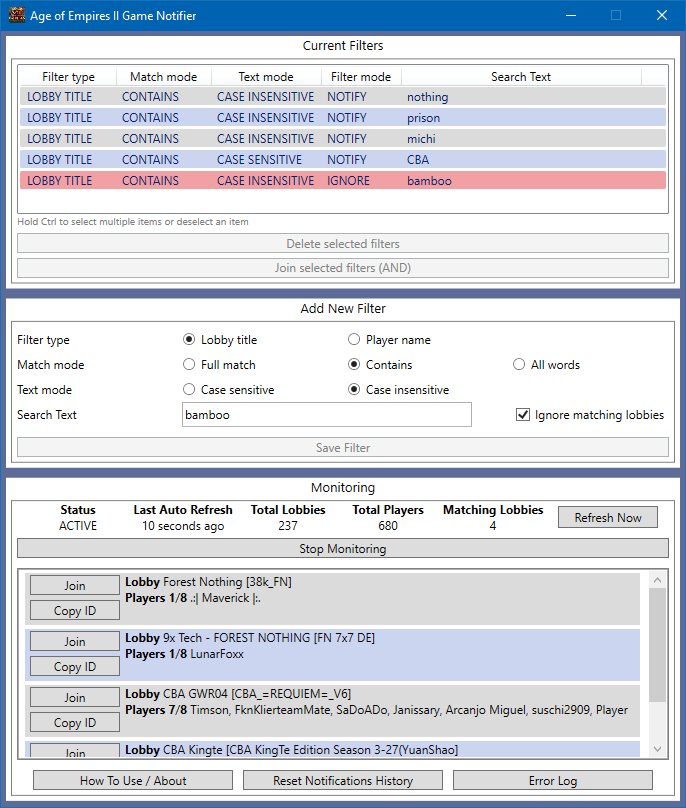 Age of Empires II Game Notifier
Current Filters
Filter type Match mode Text mode Filter mode Search Text
LOBBY TITLE CONTAINS CASE INSENSITIVE NOTIFY nothing
LOBBY TITLE CONTAINS CASE INSENSITIVE NOTIFY prison
LOBBY TITLE CONTAINS CASE INSENSITIVE NOTIFY michi
LOBBY TITLE CONTAINS CASE SENSITIVE NOTIFY CBA
LOBBY TITLE CONTAINS CASE INSENSITIVE IGNORE bamboo
Hold Ctrl to select multiple items or deselect an item
Delete selected filters
Join selected filters (AND)
Add New Filter
Filter type Lobby title Player name
Match mode Full match Contains All words
Text mode Case sensitive Case insensitive
Search Text bamboo Ignore matching lobbies
Save Filter
Monitoring
Status Last Auto Refresh Total Lobbies Total Players Matching Lobbies
ACTIVE 10 seconds ago 237 680 4
Refresh Now
Stop Monitoring
Join Lobby Forest Nothing [38k_FN]
Players 1/8 .:| Maverick |:.
Copy ID
Join Lobby 9x Tech - FOREST NOTHING [FN 7x7 DE]
Players 1/8 LunarFoxx
Copy ID
Join Lobby CBA GWR04 [CBA_=REQUIEM=_V6]
Players 7/8 Timson, FknKlierteamMate, SaDoADo, Janissary, Arcanjo Miguel, suschi2909, Player
Copy ID
Join Lobby CBA Kingte [CBA KingTe Edition Season 3-27(YuanShao]
How To Use / About Reset Notifications History Error Log